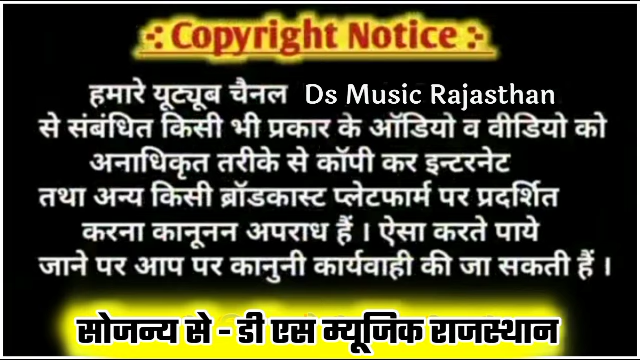 -: Copyright Notice :-
हमारे यूट्यूब चैनल Ds Music Rajasthan
से संबंधित किसी भी प्रकार के ऑडियो व वीडियो को
अनाधिकृत तरीके से कॉपी कर इन्टरनेट
तथा अन्य किसी ब्रॉडकास्ट प्लेटफार्म पर प्रदर्शित
करना कानूनन अपराध हैं । ऐसा करते पाये
जाने पर आप पर कानुनी कार्यवाही की जा सकती हैं ।
सोजन्य से - डी एस म्यूजिक राजस्थान